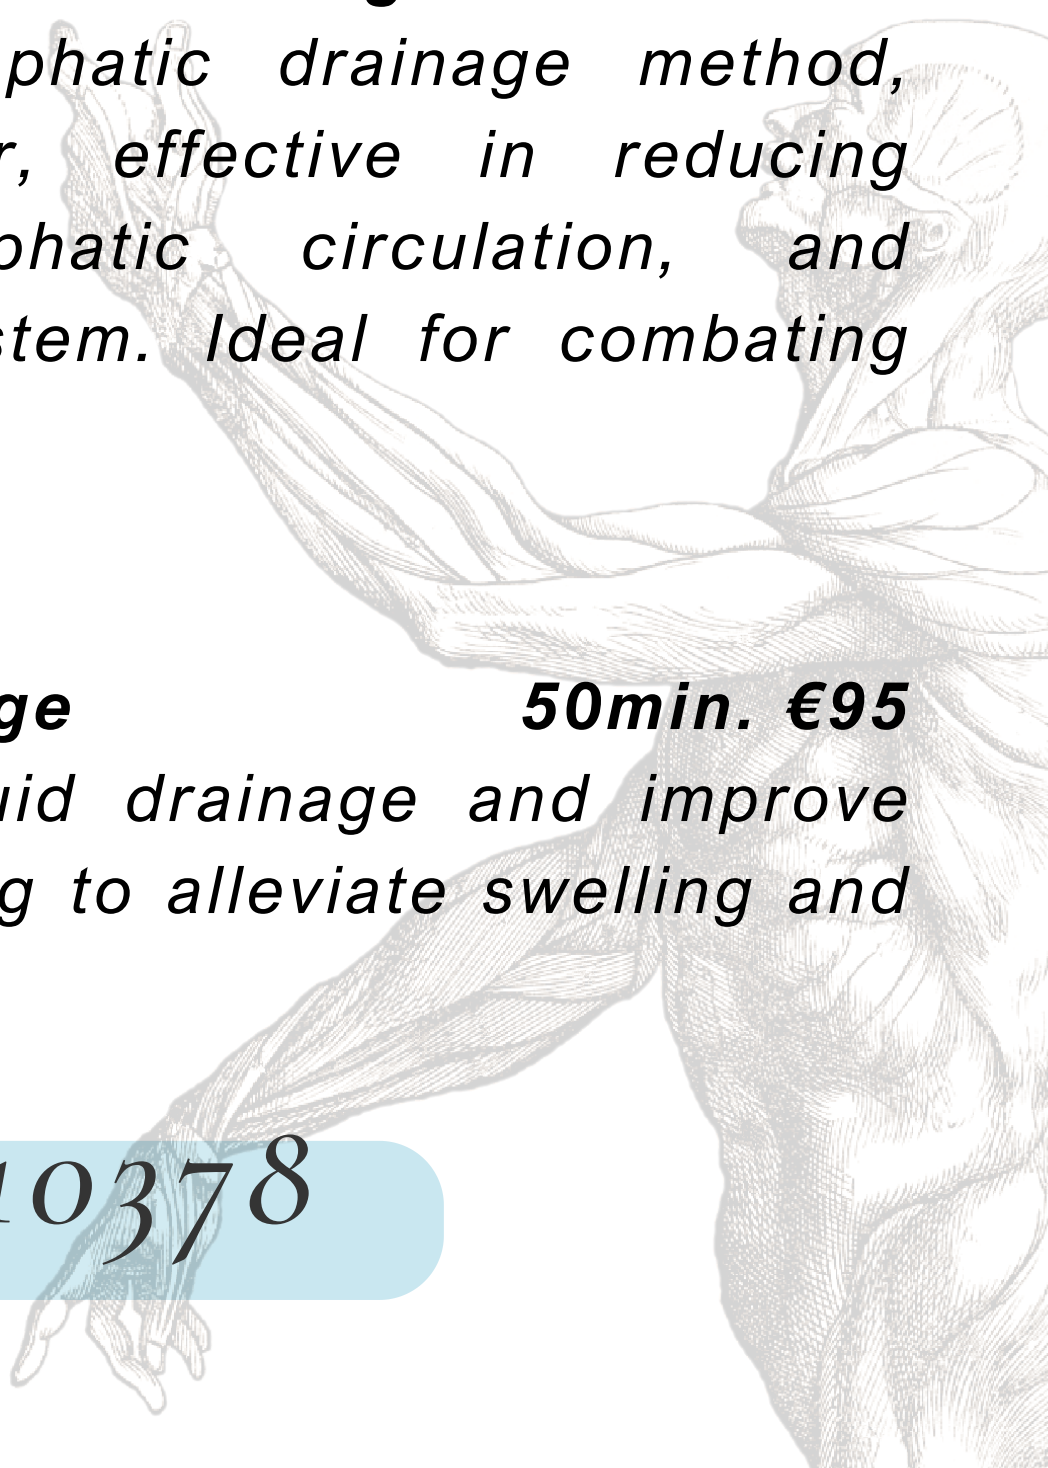 phatic drainage method,
r, effective in reducing
phatic circulation, and
stem. Ideal for combating
ge 50min. €95
uid drainage and improve
g to alleviate swelling and
10378